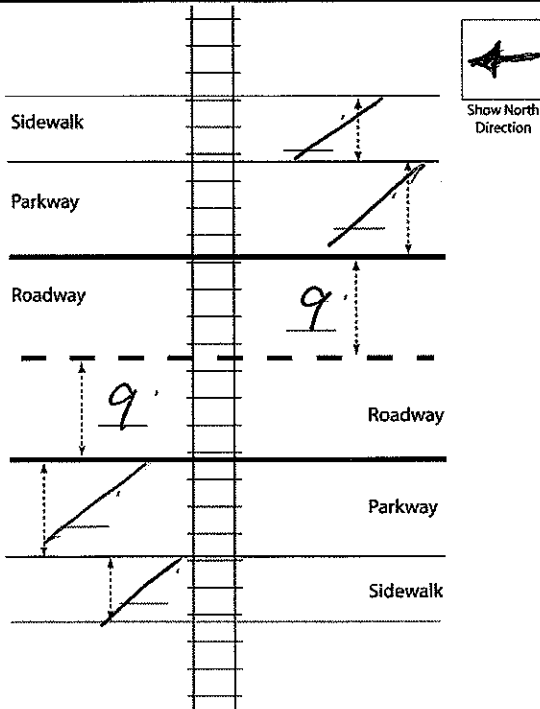 Show North
Direction
Sidewalk
Parkway
Roadway
9'
9'
Roadway
Parkway
Sidewalk